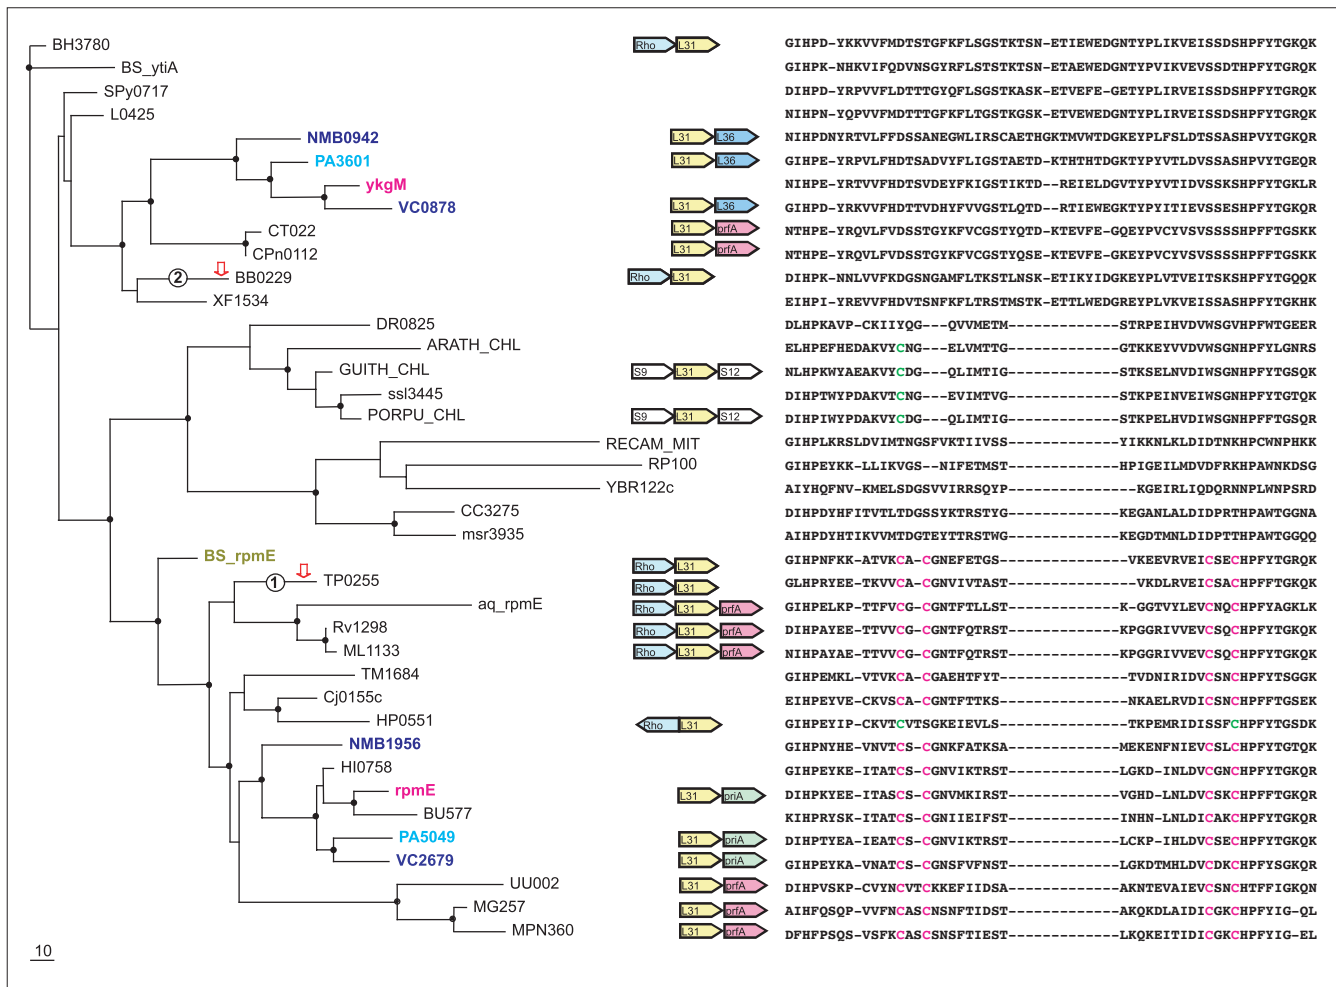 BH3780 Rho L31 GIHPD-YKKVVFMDTSTGFKFLSGSTKTSN-ETIEWEDGNTYPLIKVEISSDSHPFYTGKQK
BS_ytiA GIHPK-NHKVIFQDVNSGYRFLSTSTKTSN-ETAEWEDGNTYPVIKVEVSSDTHPFYTGRQK
SPy0717 DIHPD-YRPVVFLDTTTGYQFLSGSTKASK-ETVEFE-GETYPLIRVEISSDSHPFYTGRQK
L0425 NIHPN-YQPVVFMDTTTGFKFLTGSTKGSK-ETVEWEDGNTYPLIRVEISSDSHPFYTGRQK
NMB0942 L31 L36 NIHPDNYRTVLFFDSSANEGWLIRSCAETHGKTMVWTDGKEYPLFSLDTSSASHPVYTGKQR
PA3601 L31 L36 GIHPE-YRPVLFHDTSADVYFLIGSTAETD-KTHTHTDGKTYPYVTLDVSSASHPVYTGEQR
ykgM NIHPE-YRTVVFHDTSVDEYFKIGSTIKTD--REIELDGVTYPYVTIDVSSKSHPFYTGKLR
VC0878 L31 L36 GIHPD-YRKVVFHDTTVDHYFVVGSTLQTD--RTIEWEGKTYPYITIEVSSESHPFYTGKQR
CT022 L31 prfA NTHPE-YRQVLFVDSSTGYKFVCGSTYQTD-KTEVFE-GQEYPVCYVSVSSSSHPFFTGSKK
CPn0112 L31 prfA NTHPE-YRQVLFVDSSTGYKFVCGSTYQSE-KTEVFE-GKEYPVCYVSVSSSSHPFFTGSKK
2 BB0229 Rho L31 DIHPK-NNLVVFKDGSNGAMFLTKSTLNSK-ETIKYIDGKEYPLVTVEITSKSHPFYTGQQK
XF1534 EIHPI-YREVVFHDVTSNFKFLTRSTMSTK-ETTLWEDGREYPLVKVEISSASHPFYTGKHK
DR0825 DLHPKAVP-CKIIYQG---QVVMETM---------------STRPEIHVDVWSGVHPFWTGEER
ARATH_CHL ELHPEFHEDAKVYCNG---ELVMTTG---------------GTKKEYVVDVWSGNHPFYLGNRS
GUITH_CHL S9 L31 S12 NLHPKWYAEAKVYCDG---QLIMTIG---------------STKSELNVDIWSGNHPFYTGSQK
ssl3445 DIHPTWYPDAKVTCNG---EVIMTVG---------------STKPEINVDIWSGNHPFYTGTQK
PORPU_CHL S9 L31 S12 DIHPIWYPDAKVYCDG---QLIMTIG---------------STKPELHVDIWSGNHPFFTGSQR
RECAM_MIT GIHPLKRSLDVIMTNGSFVKTIIVSS---------------YIKKNLKLDIDTNKHPCWNPHKK
RP100 GIHPEYKK-LLIKVGS--NIFETMST---------------HPIGEILMDVDFRKHPAWNKDSG
YBR122c AIYHQFNV-KMELSDGSVVIRRSQYP-----------------KGEIRLIQDQRNNPLWNPSRD
CC3275 DIHPDYHFITVTLTDGSSYKTRSTYG---------------KEGANLALDIDPRTHPAWTGGNA
msr3935 AIHPDYHTIKVVMTDGTEYTTRSTWG---------------KEGDTMNLDIDPTTHPAWTGGQQ
BS_rpmE Rho L31 GIHPNFKK-ATVKCA-CGNEFETGS----------------VKEEVRVEICSECHPFYTGRQK
1 TP0255 Rho L31 GLHPRYEE-TKVVCA-CGNVIVTAST----------------VKDLRVEICSACHPFFTGKQK
aq_rpmE Rho L31 prfA GIHPELKP-TTFVCG-CGNTFTLLST---------------K-GGTVYLEVCNQCHPFYAGKLK
Rv1298 Rho L31 prfA DIHPAYEE-TTVVCG-CGNTFQTRST---------------KPGGRIVVEVCSQCHPFYTGKQK
ML1133 Rho L31 prfA NIHPAYAE-TTVVCG-CGNTFQTRST---------------KPGGRIVVEVCSQCHPFYTGKQK
TM1684 GIHPEMKL-VTVKCA-CGAEHTFYT----------------TVDNIRIDVCSNCHPFYTSGGK
Cj0155c EIHPEYVE-CKVSCA-CGNTFTTKS----------------NKAELRVDICSNCHPFFTGSEK
HP0551 Rho L31 GIHPEYIP-CKVTCVTSGKEIEVLS----------------TKPEMRIDISSFCHPFYTGSDK
NMB1956 GIHPNYHE-VNVTCS-CGNKFATKSA---------------MEKENFNIEVCSLCHPFYTGTQK
HI0758 GIHPEYKE-ITATCS-CGNVIKTRST---------------LGKD-INLDVCGNCHPFYTGKQR
rpmE L31 priA DIHPKYEE-ITASCS-CGNVMKIRST---------------VGHD-LNLDVCSKCHPFFTGKQR
BU577 KIHPRYSK-ITATCS-CGNIIEIFST---------------INHN-LNLDICAKCHPFYTGKQR
PA5049 L31 priA DIHPTYEA-IEATCS-CGNVIKTRST---------------LCKP-IHLDVCSECHPFYTGKQK
VC2679 L31 priA GIHPEYKA-VNATCS-CGNSFVFNST---------------LGKDTMHLDVCDKCHPFYSGKQR
UU002 L31 prfA DIHPVSKP-CVYNCVTCKKEFIIDSA---------------AKNTEVAIEVCSNCHTFFIGKQN
MG257 L31 prfA AIHFQSQP-VVFNCASCNSNFTIDST---------------AKQKDLAIDICGKCHPFYIG-QL
MPN360 L31 prfA DFHFPSQS-VSFKCASCSNSFTIEST---------------LKQKEITIDICGKCHPFYIG-EL
10